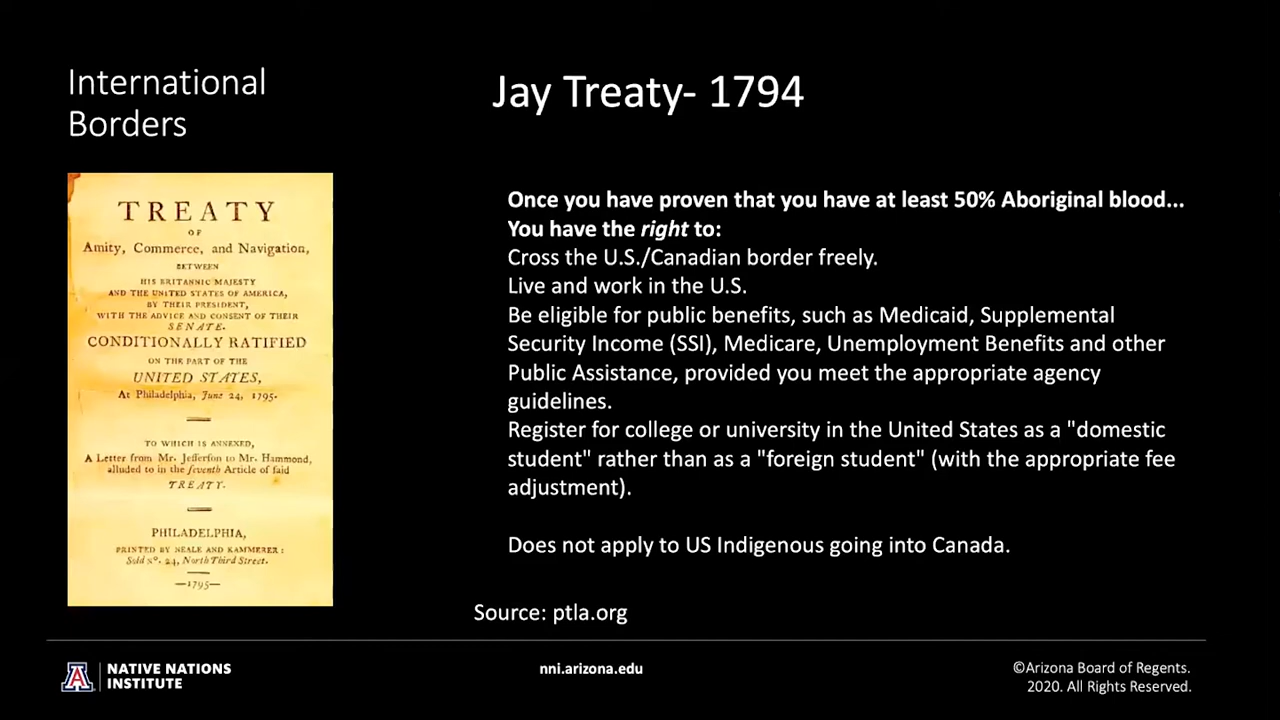 International
Borders
Jay Treaty- 1794
TREATY
OF
Amity, Commerce, and Navigation,
BETWEEN
HIS BRITANNIC MAJESTY
AND THE UNITED STATES OF AMERICA,
BY THEIR PRESIDENT,
WITH THE ADVICE AND CONSENT OF THEIR
SENATE.
CONDITIONALLY RATIFIED
ON THE PART OF THE
UNITED STATES,
At Philadelphia, June 24, 1795.
TO WHICH IS ANNEXED,
A Letter from Mr. Jefferson to Mr. Hammond,
alluded to in the seventh Article of said
TREATY.
PHILADELPHIA,
PRINTED BY NEALE AND KAMMERER:
Sold No. 24, North Third Street.
—1795—
Once you have proven that you have at least 50% Aboriginal blood...
You have the right to:
Cross the U.S./Canadian border freely.
Live and work in the U.S.
Be eligible for public benefits, such as Medicaid, Supplemental
Security Income (SSI), Medicare, Unemployment Benefits and other
Public Assistance, provided you meet the appropriate agency
guidelines.
Register for college or university in the United States as a "domestic
student" rather than as a "foreign student" (with the appropriate fee
adjustment).
Does not apply to US Indigenous going into Canada.
Source: ptla.org
A
NATIVE NATIONS
INSTITUTE
nni.arizona.edu
©Arizona Board of Regents.
2020. All Rights Reserved.